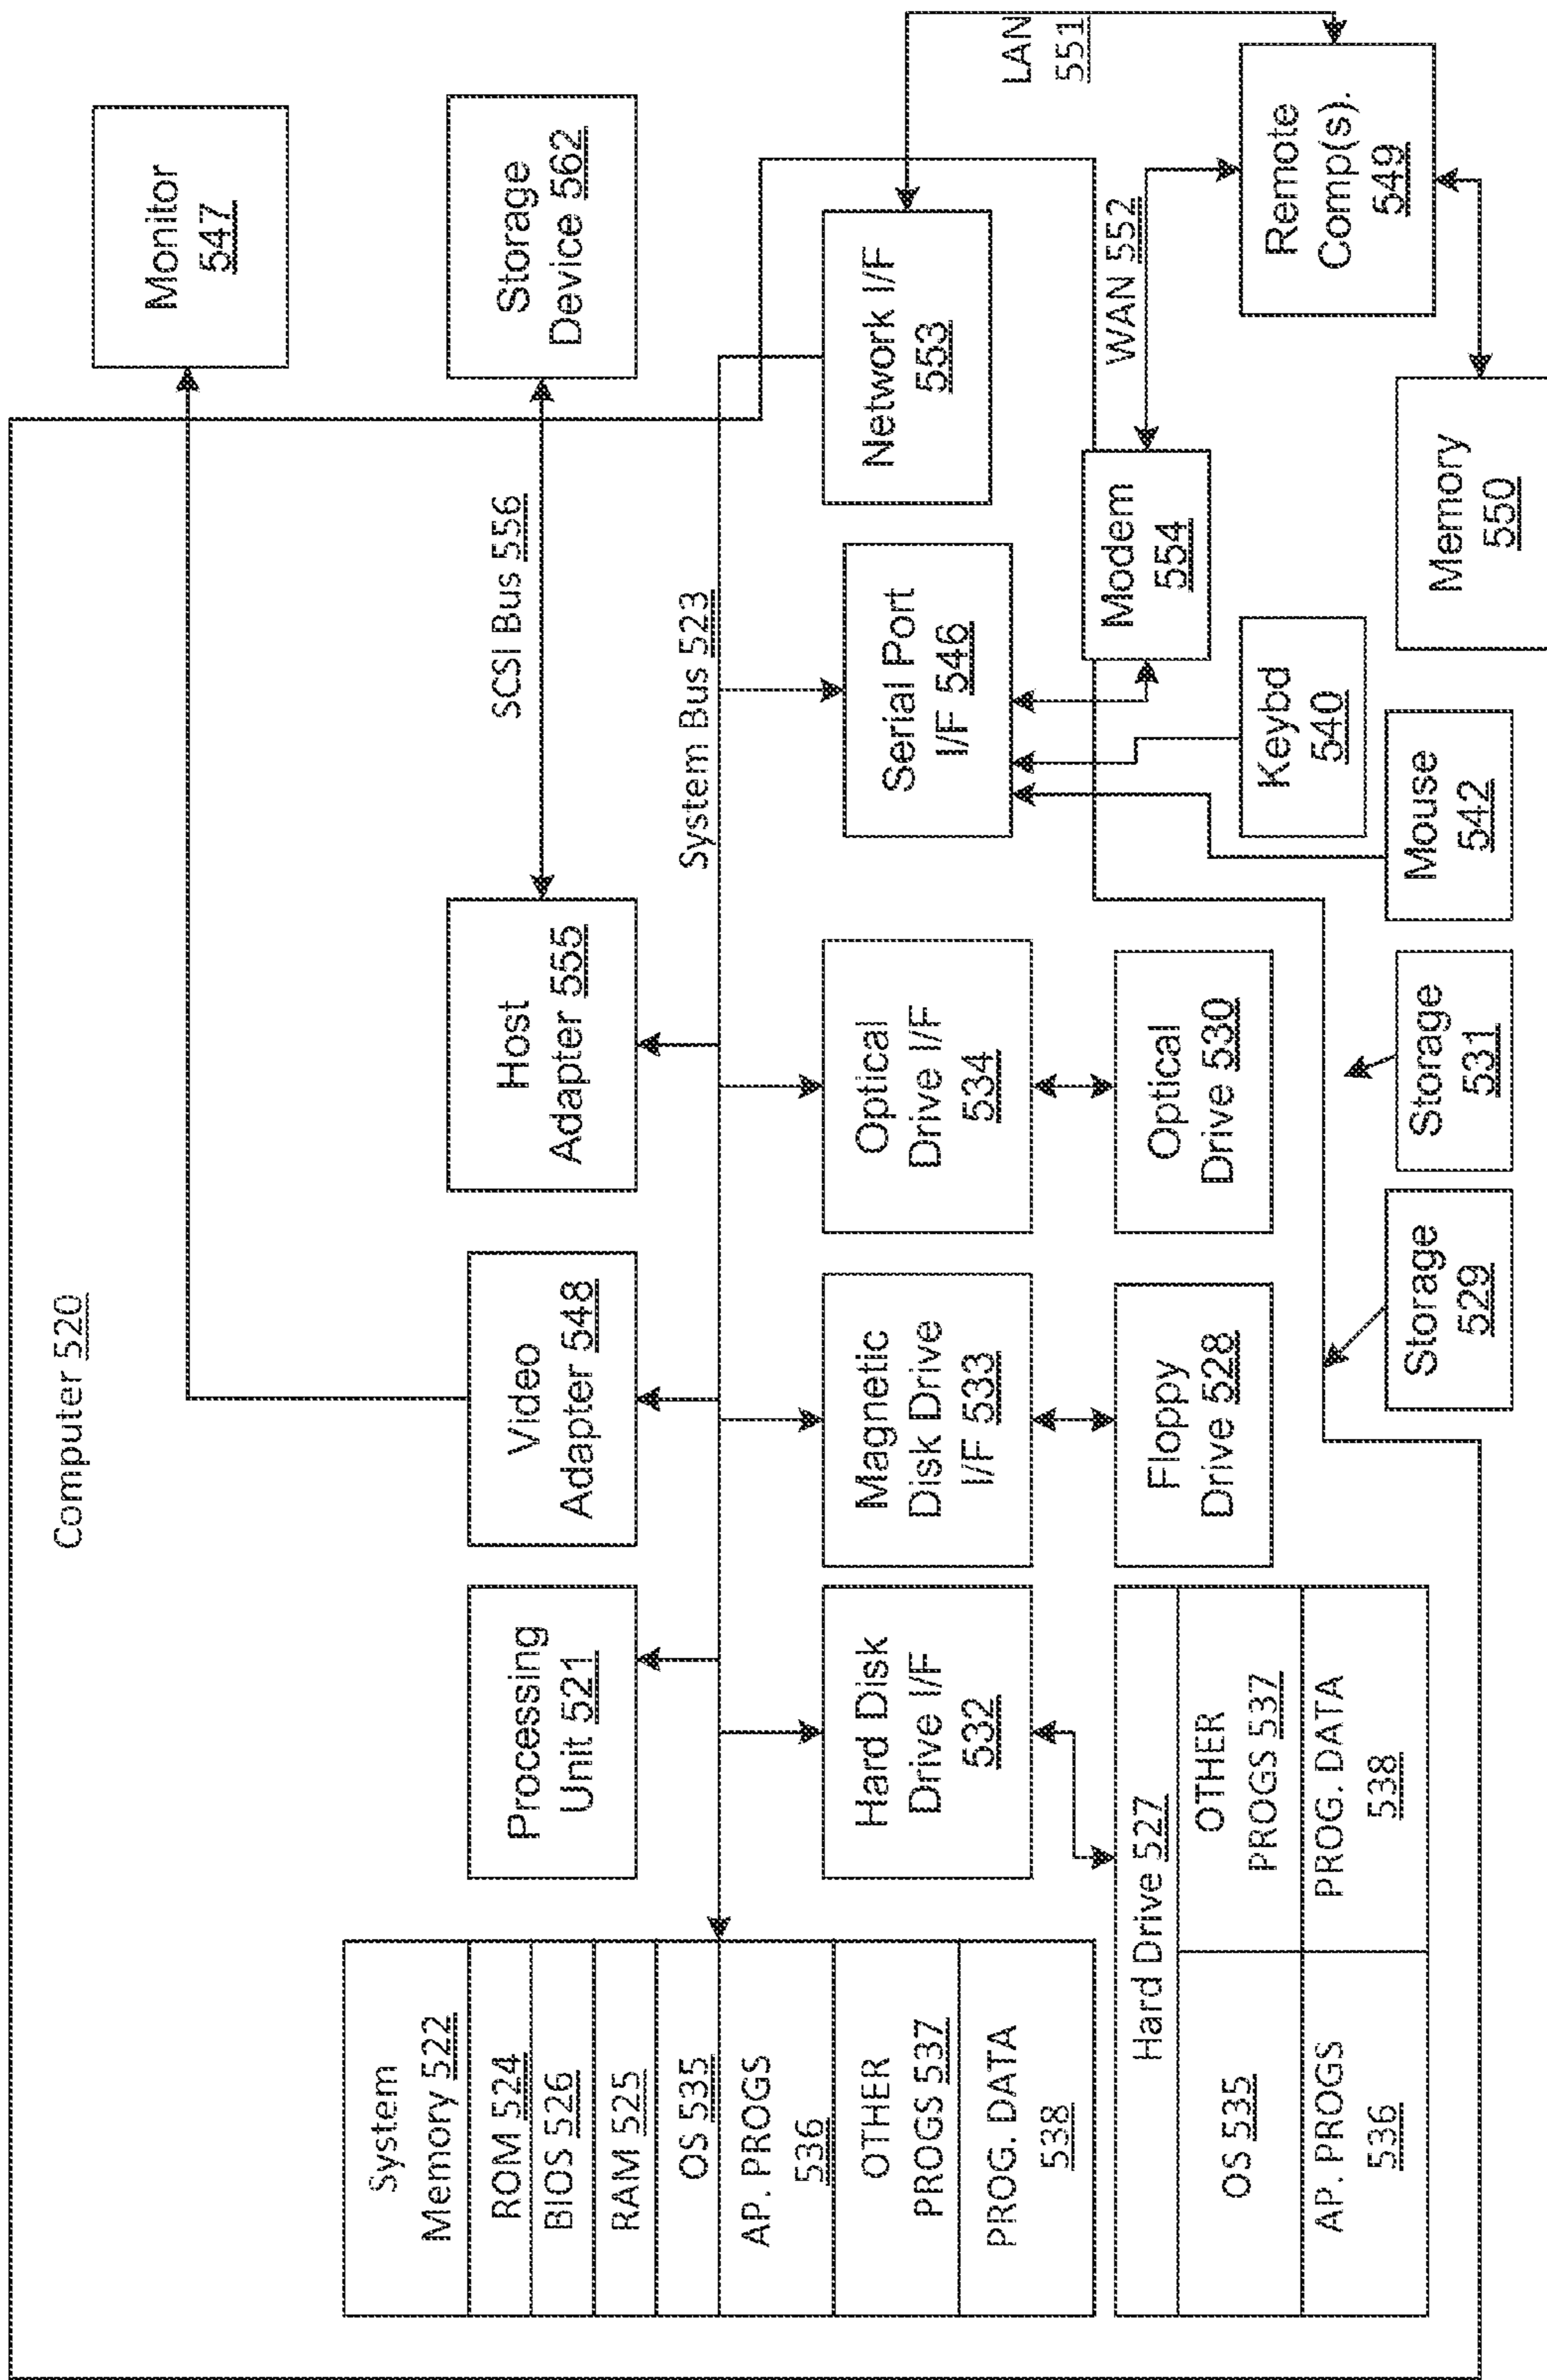 Computer 520
Monitor
547
System
Memory 522
ROM 524
BIOS 526
RAM 525
OS 535
AP. PROGS
536
OTHER
PROGS 537
PROG. DATA
538
Processing
Unit 521
Video
Adapter 548
Host
Adapter 555
SCSI Bus 556
Storage
Device 562
System Bus 523
Hard Disk
Drive I/F
532
Magnetic
Disk Drive
I/F 533
Optical
Drive I/F
534
Serial Port
I/F 546
Network I/F
553
LAN
551
Hard Drive 527
OS 535
OTHER
PROGS 537
AP. PROGS
536
PROG. DATA
538
Floppy
Drive 528
Optical
Drive 530
Modem
554
WAN 552
Keybd
540
Remote
Comp(s).
549
Storage
529
Storage
531
Mouse
542
Memory
550